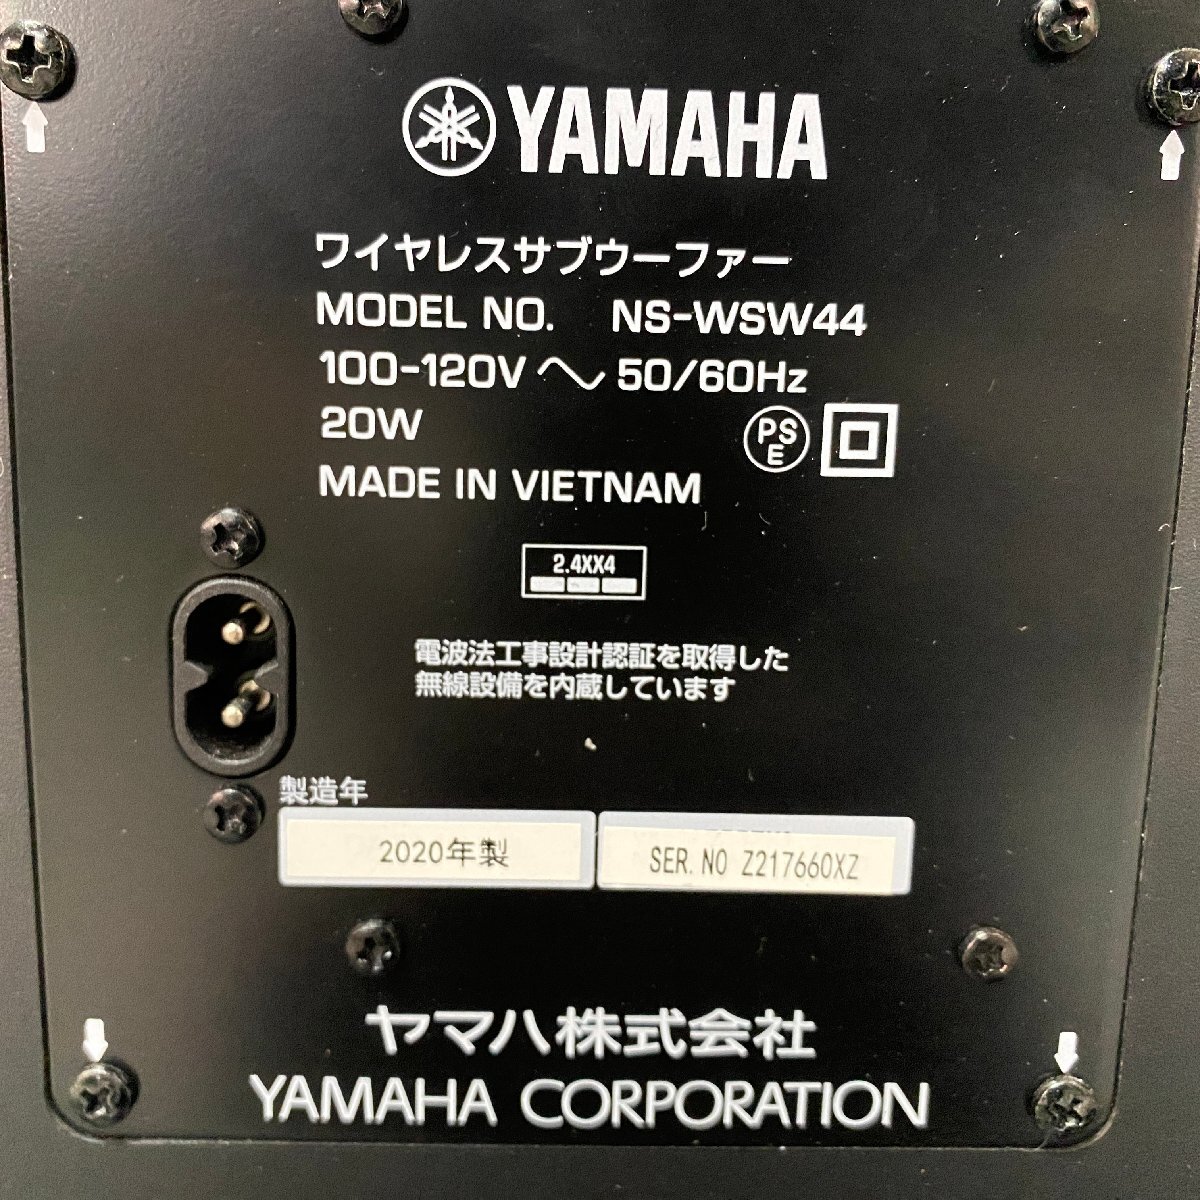 YAMAHA
ワイヤレスサブウーファー
MODEL NO. NS-WSW44
100-120V ~ 50/60Hz
20W
PS
E
MADE IN VIETNAM
2.4XX4
電波法工事設計認証を取得した
無線設備を内蔵しています
製造年
2020年製
SER. NO Z217660XZ
ヤマハ株式会社
YAMAHA CORPORATION